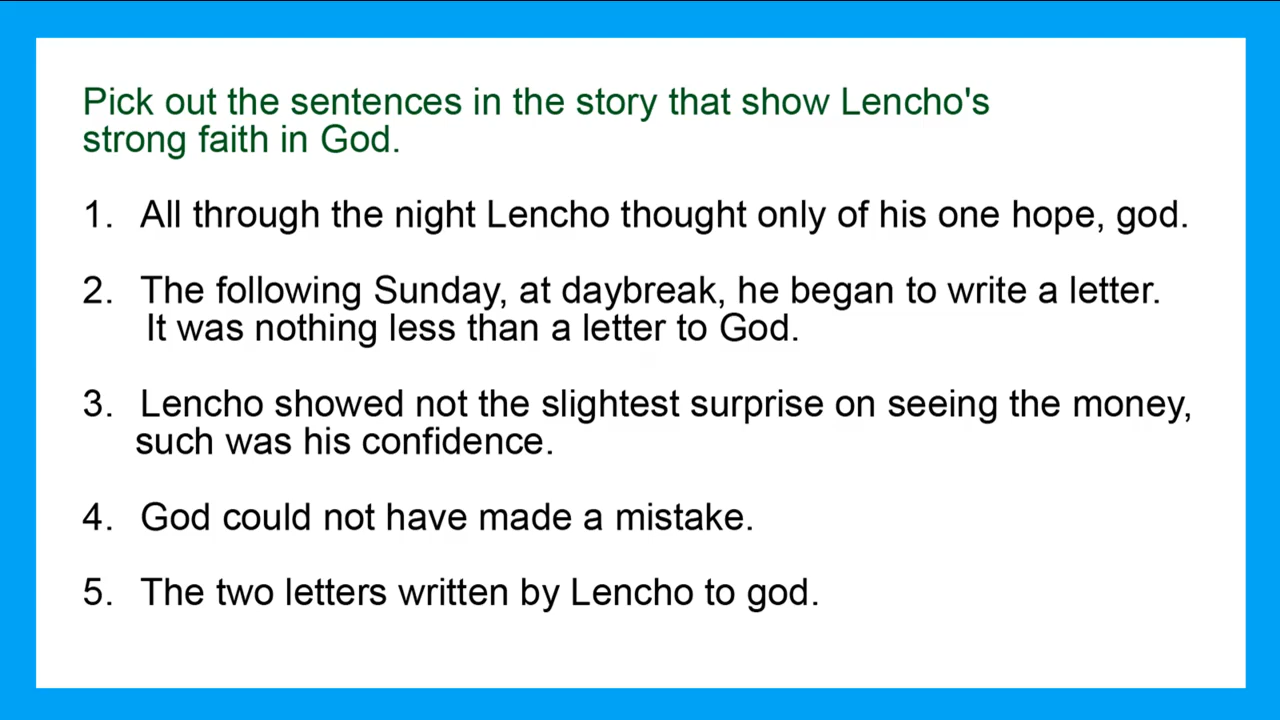 Pick out the sentences in the story that show Lencho's
strong faith in God.
1. All through the night Lencho thought only of his one hope, god.
2. The following Sunday, at daybreak, he began to write a letter.
It was nothing less than a letter to God.
3. Lencho showed not the slightest surprise on seeing the money,
such was his confidence.
4. God could not have made a mistake.
5. The two letters written by Lencho to god.